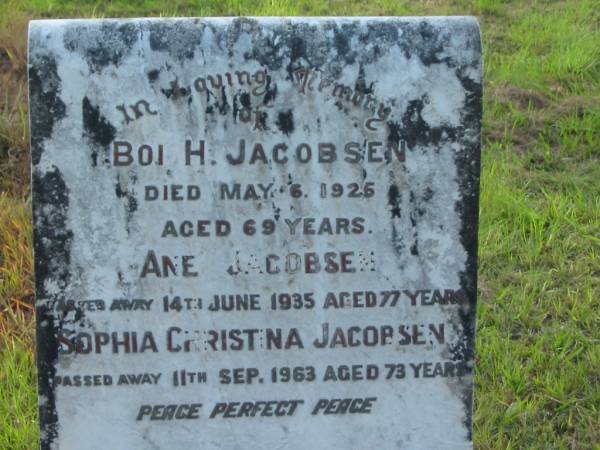 In Loving Memory
of
BOI H. JACOBSEN
DIED MAY 6. 1926
AGED 69 YEARS.
ANE JACOBSEN
PASSED AWAY 14TH JUNE 1935 AGED 77 YEARS
SOPHIA CHRISTINA JACOBSEN
PASSED AWAY 11TH SEP. 1963 AGED 73 YEARS
PEACE PERFECT PEACE